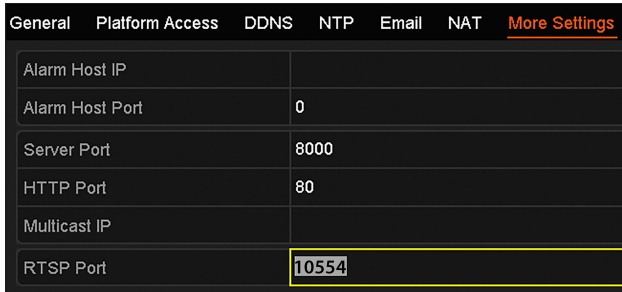 General Platform Access DDNS NTP Email NAT More Settings
Alarm Host IP
Alarm Host Port 0
Server Port 8000
HTTP Port 80
Multicast IP
RTSP Port 10554